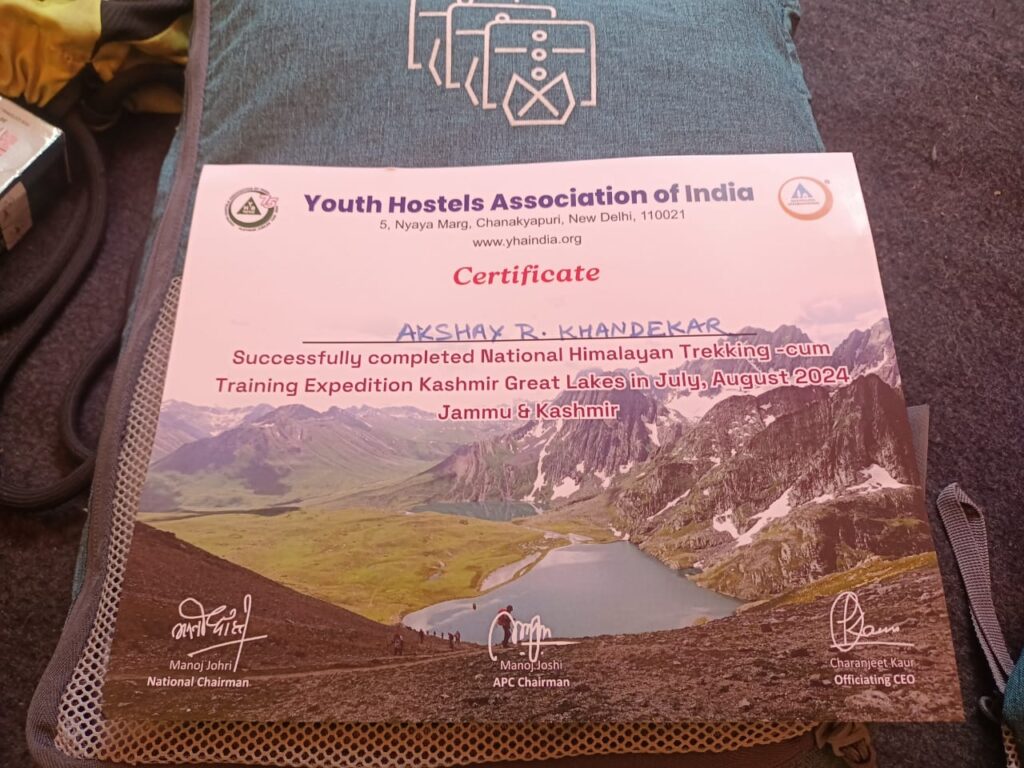 Youth Hostels Association of India
5, Nyaya Marg, Chanakyapuri, New Delhi, 110021
www.yhaindia.org
Certificate
AKSHAY R. KHANDEKAR
Successfully completed National Himalayan Trekking -cum
Training Expedition Kashmir Great Lakes in July, August 2024
Jammu & Kashmir
Manoj Johri
National Chairman
Manoj Joshi
APC Chairman
Charanjeet Kaur
Officiating CEO